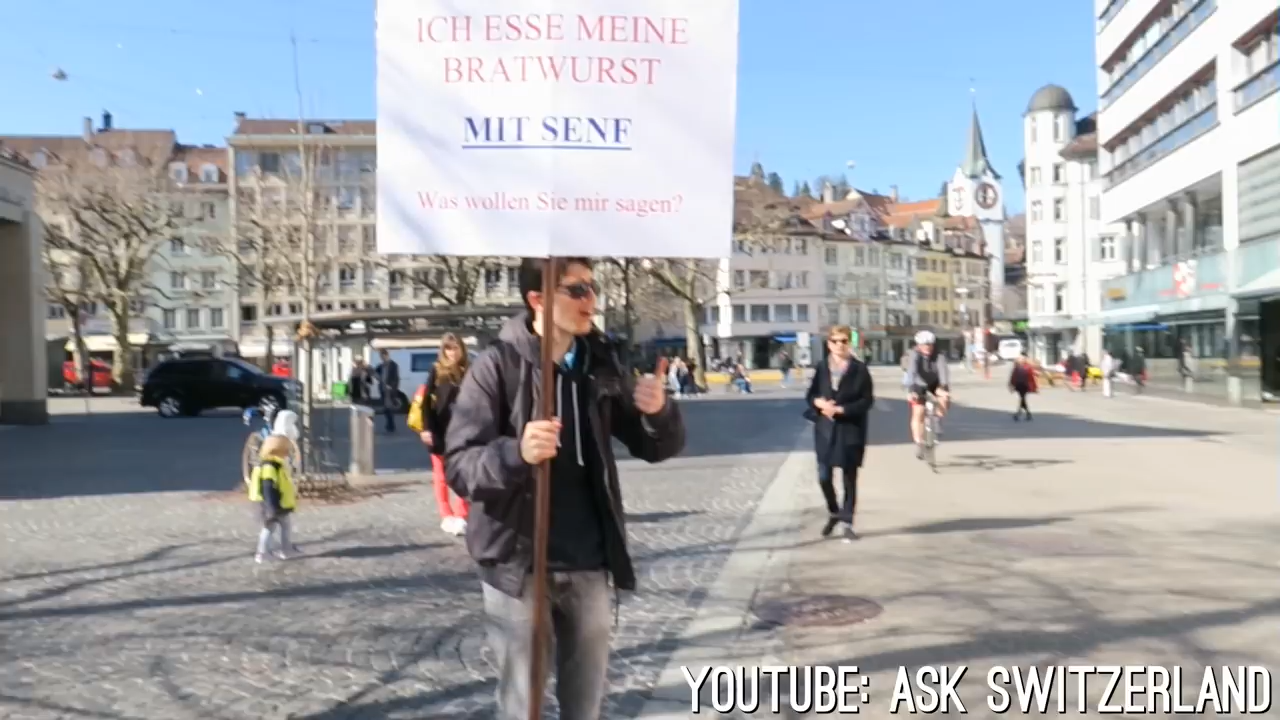 ICH ESSE MEINE
BRATWURST
MIT SENF
Was wollen Sie mir sagen?
YOUTUBE: ASK SWITZERLAND